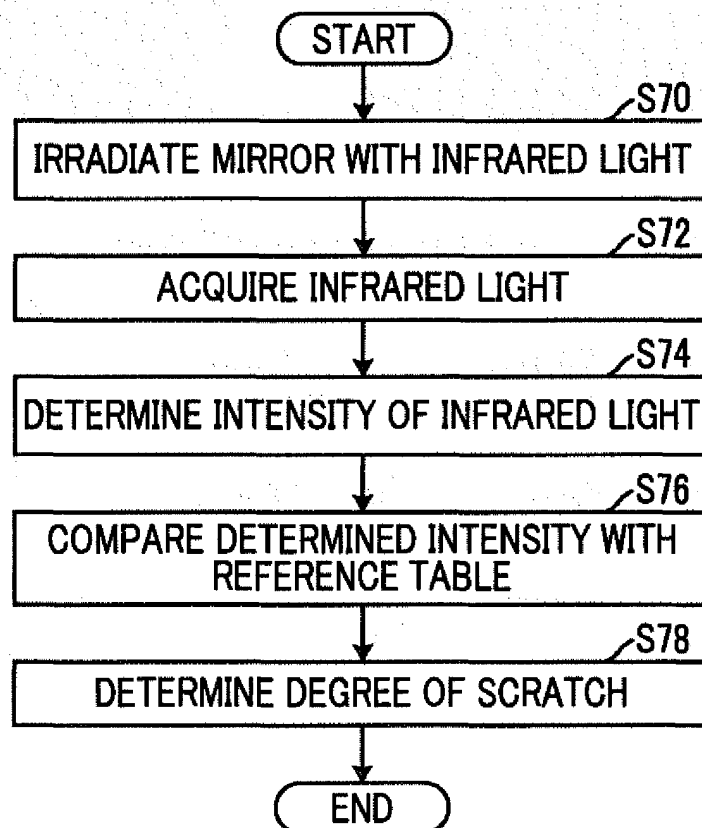 START
S70
IRRADIATE MIRROR WITH INFRARED LIGHT
S72
ACQUIRE INFRARED LIGHT
S74
DETERMINE INTENSITY OF INFRARED LIGHT
S76
COMPARE DETERMINED INTENSITY WITH
REFERENCE TABLE
S78
DETERMINE DEGREE OF SCRATCH
END